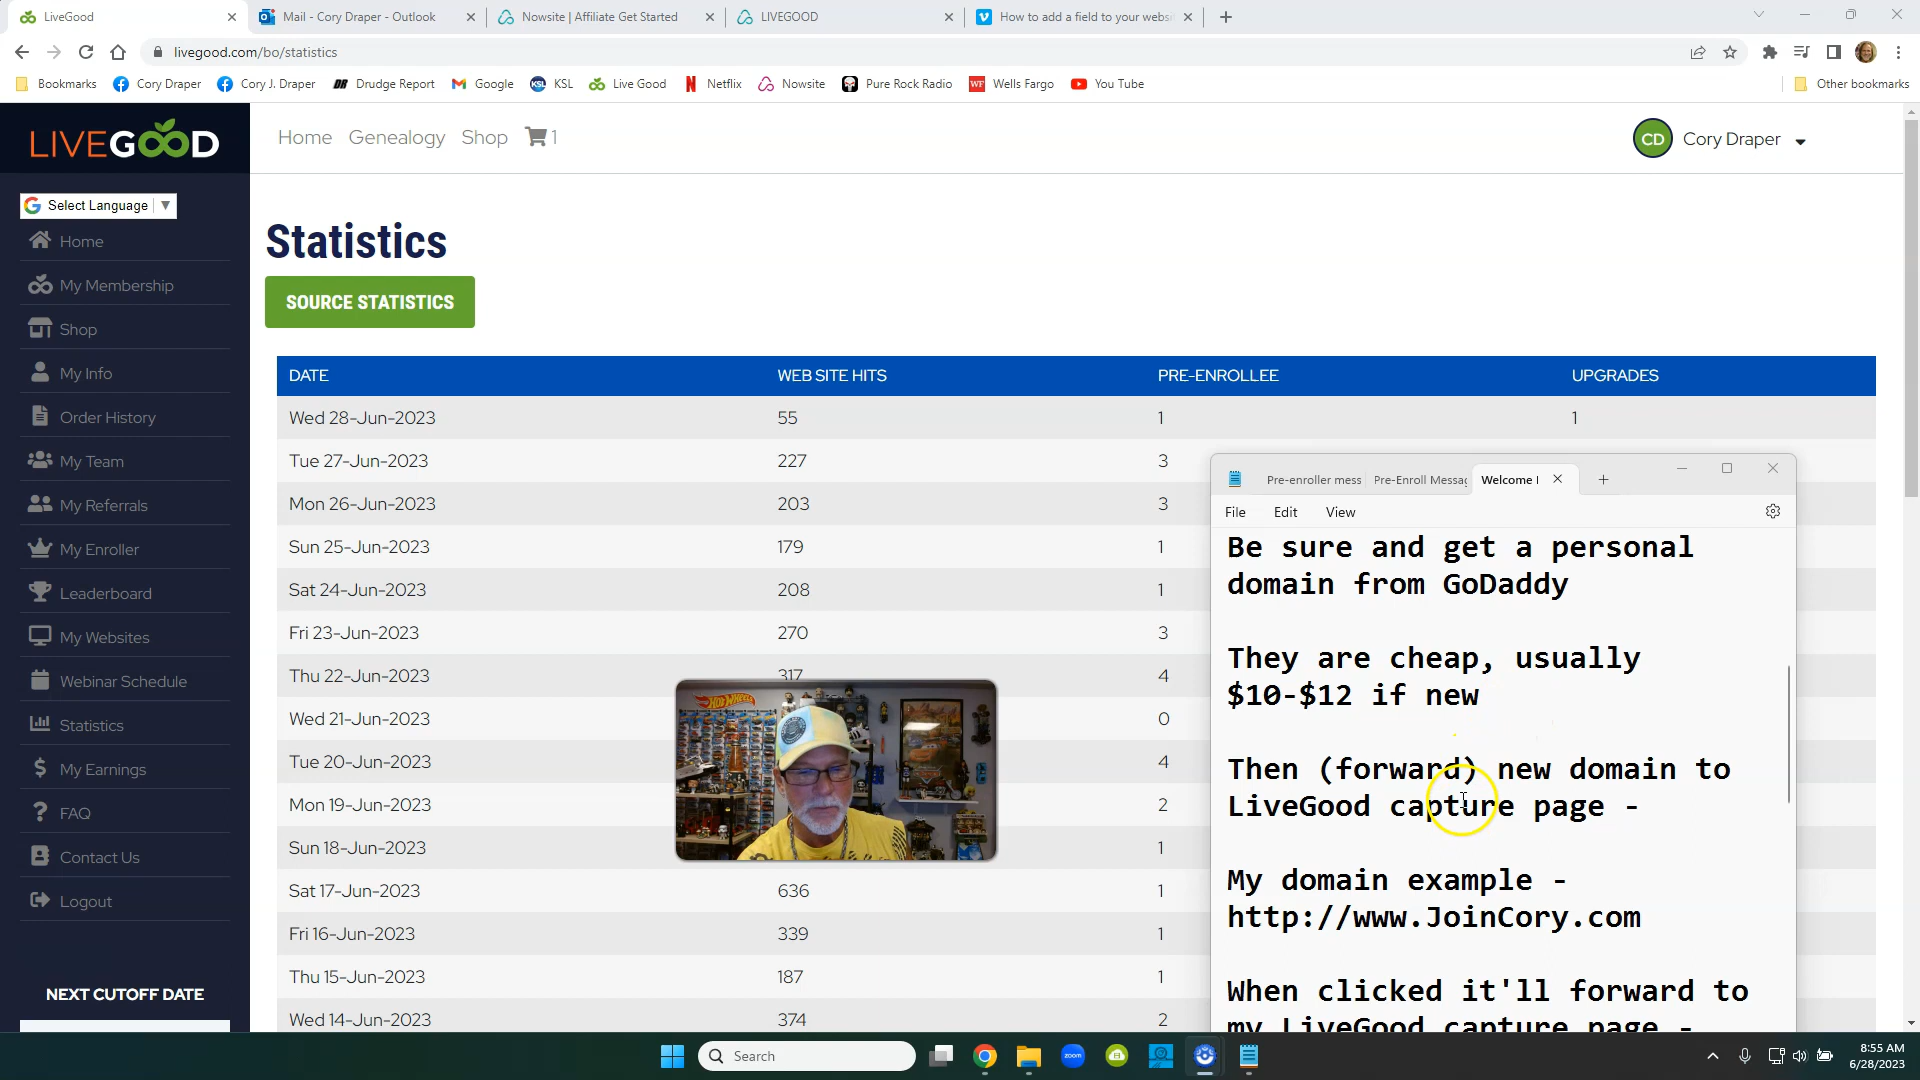 LiveGood
Mail - Cory Draper - Outlook
Nowsite | Affiliate Get Started
LIVEGOOD
How to add a field to your websi
livegood.com/bo/statistics
Bookmarks
Cory Draper
Cory J. Draper
Drudge Report
Google
KSL
Live Good
Netflix
Nowsite
Pure Rock Radio
Wells Fargo
You Tube
Other bookmarks
LIVEGOOD
Home
Genealogy
Shop
1
CD
Cory Draper
Select Language
Home
My Membership
Shop
My Info
Order History
My Team
My Referrals
My Enroller
Leaderboard
My Websites
Webinar Schedule
Statistics
My Earnings
FAQ
Contact Us
Logout
NEXT CUTOFF DATE
Statistics
SOURCE STATISTICS
DATE WEB SITE HITS PRE-ENROLLEE UPGRADES
Wed 28-Jun-2023 55 1 1
Tue 27-Jun-2023 227 3
Mon 26-Jun-2023 203 3
Sun 25-Jun-2023 179 1
Sat 24-Jun-2023 208 1
Fri 23-Jun-2023 270 3
Thu 22-Jun-2023 317 4
Wed 21-Jun-2023 0
Tue 20-Jun-2023 4
Mon 19-Jun-2023 2
Sun 18-Jun-2023 1
Sat 17-Jun-2023 636 1
Fri 16-Jun-2023 339 1
Thu 15-Jun-2023 187 1
Wed 14-Jun-2023 374 2
HOT WHEELS
Pre-enroller mess
Pre-Enroll Messag
Welcome
File
Edit
View
Be sure and get a personal
domain from GoDaddy
They are cheap, usually
$10-$12 if new
Then (forward) new domain to
LiveGood capture page -
My domain example -
http://www.JoinCory.com
When clicked it'll forward to
my LiveGood capture page -
Search
zoom
8:55 AM
6/28/2023